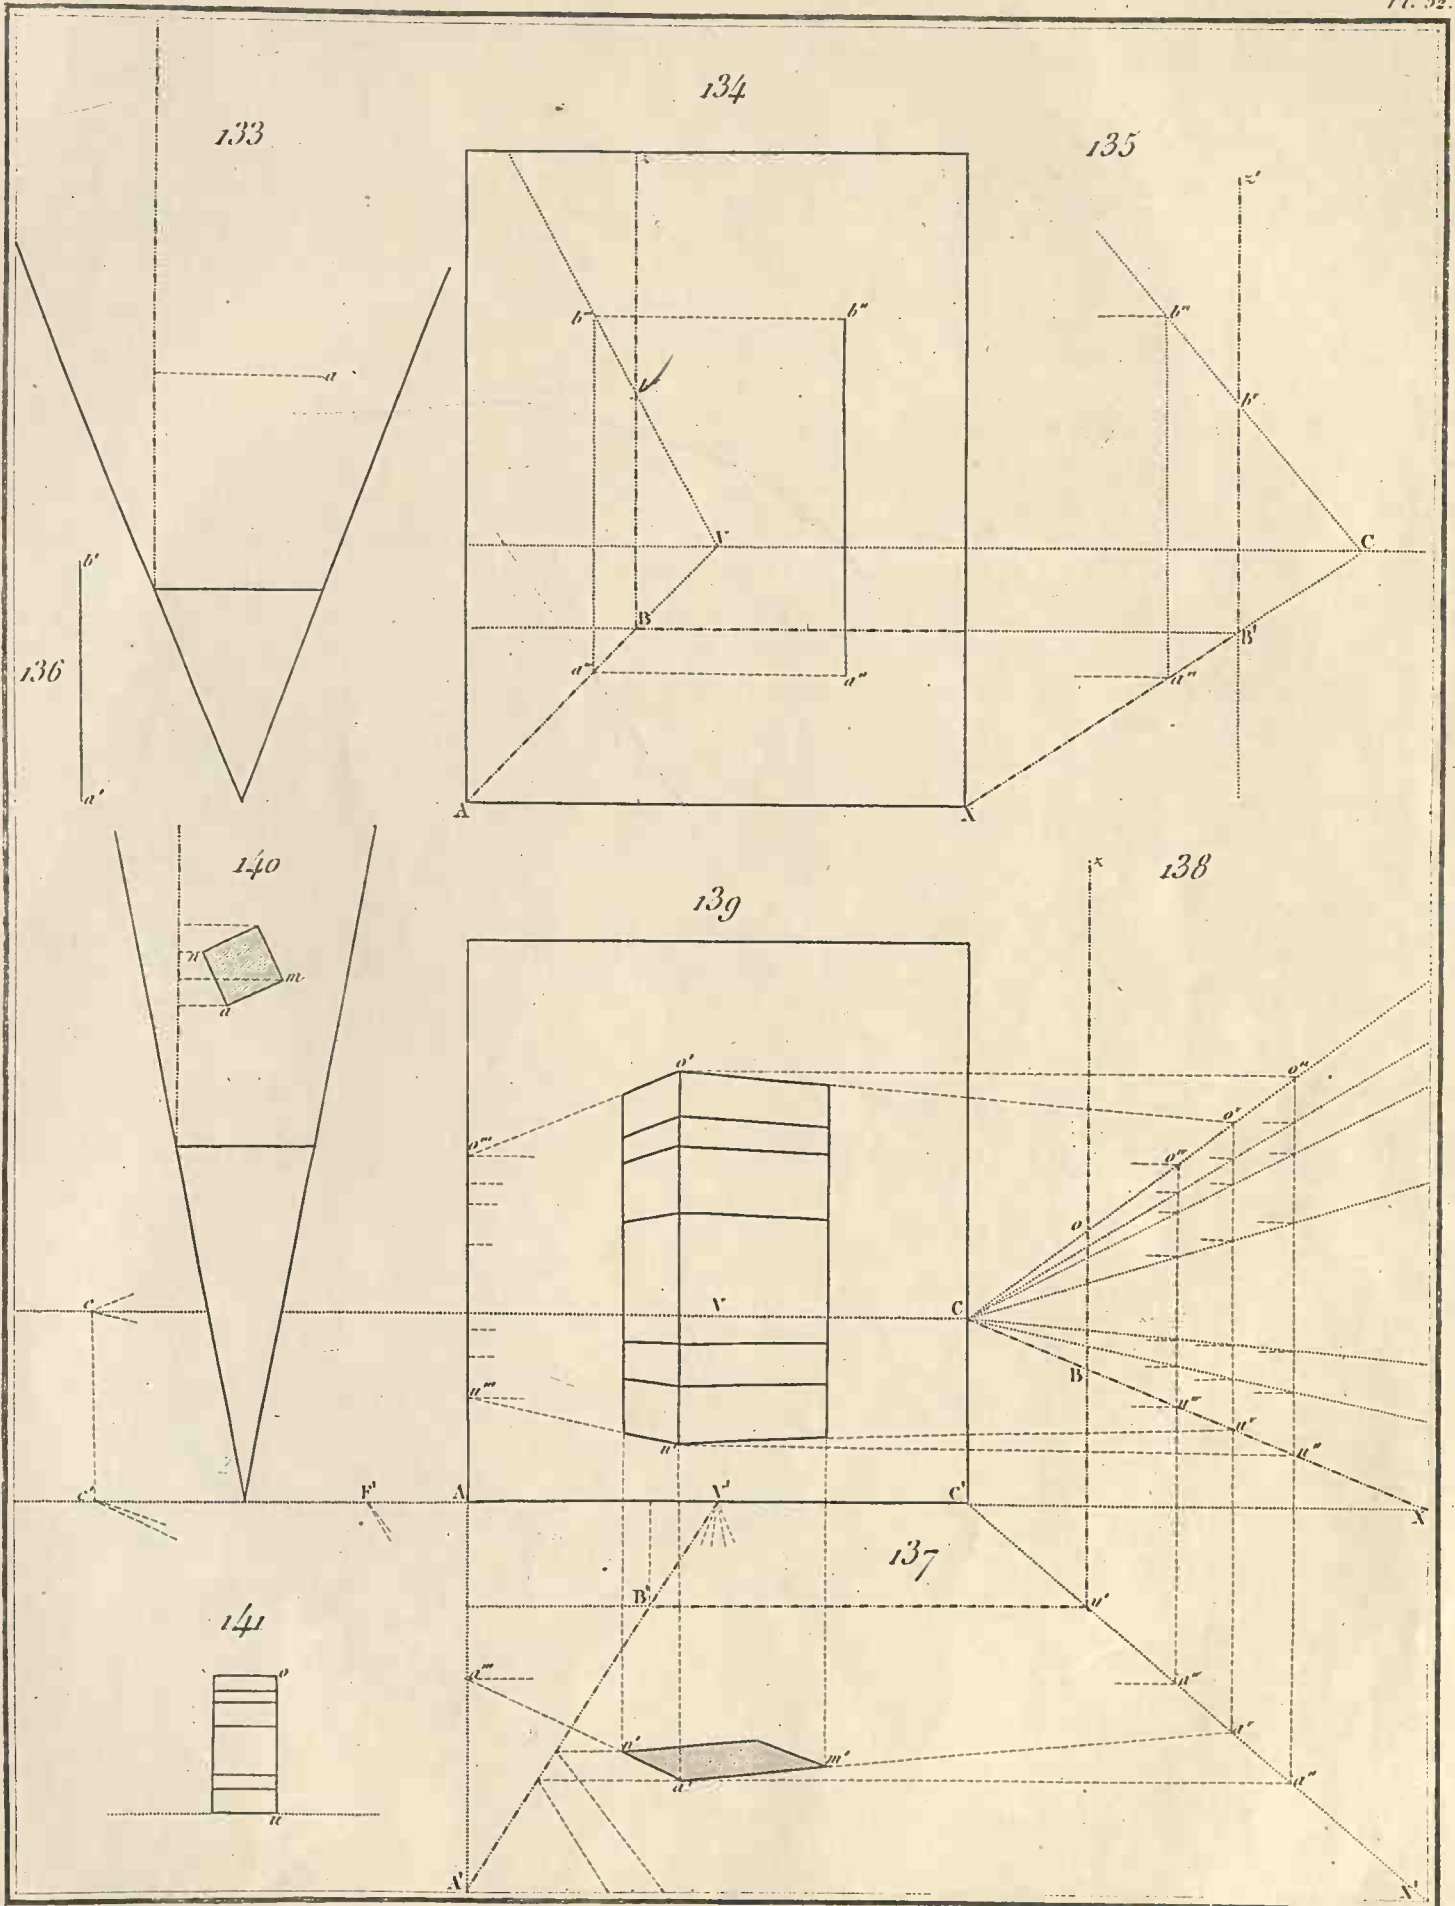 Pl. 32.
134
133
135
z'
b''' b'' b''
a
b'
V C
b'
B B'
136
a''' a'' a''
a'
A X
140
139
x 138
n m
a
o' o''
o'''
o
c V C
B
u'''
u' u''
c' F' A V' C' X
137
B' u'
141
a''' a'''
o
n' m'
a' a''
u
X' X'